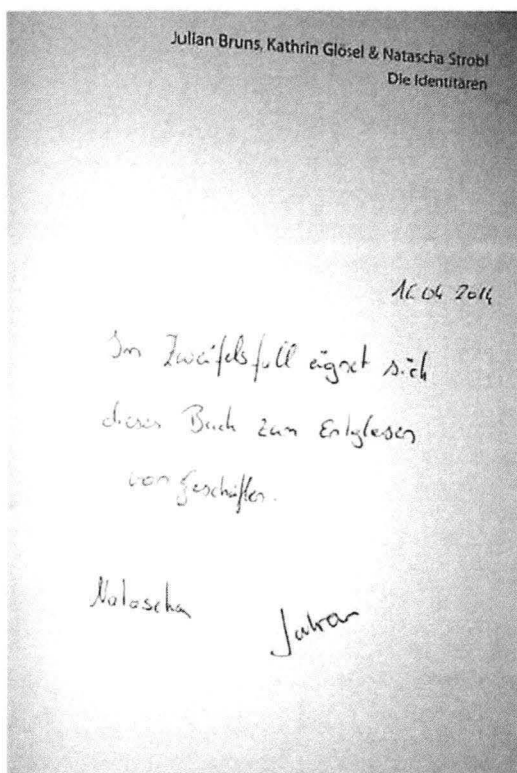 Julian Bruns, Kathrin Glösel & Natascha Strobl
Die Identitären
16 04 2014
Im Zweifelsfall eignet sich
dieses Buch zum Entglasen
von Geschäften.
Natascha
Julian